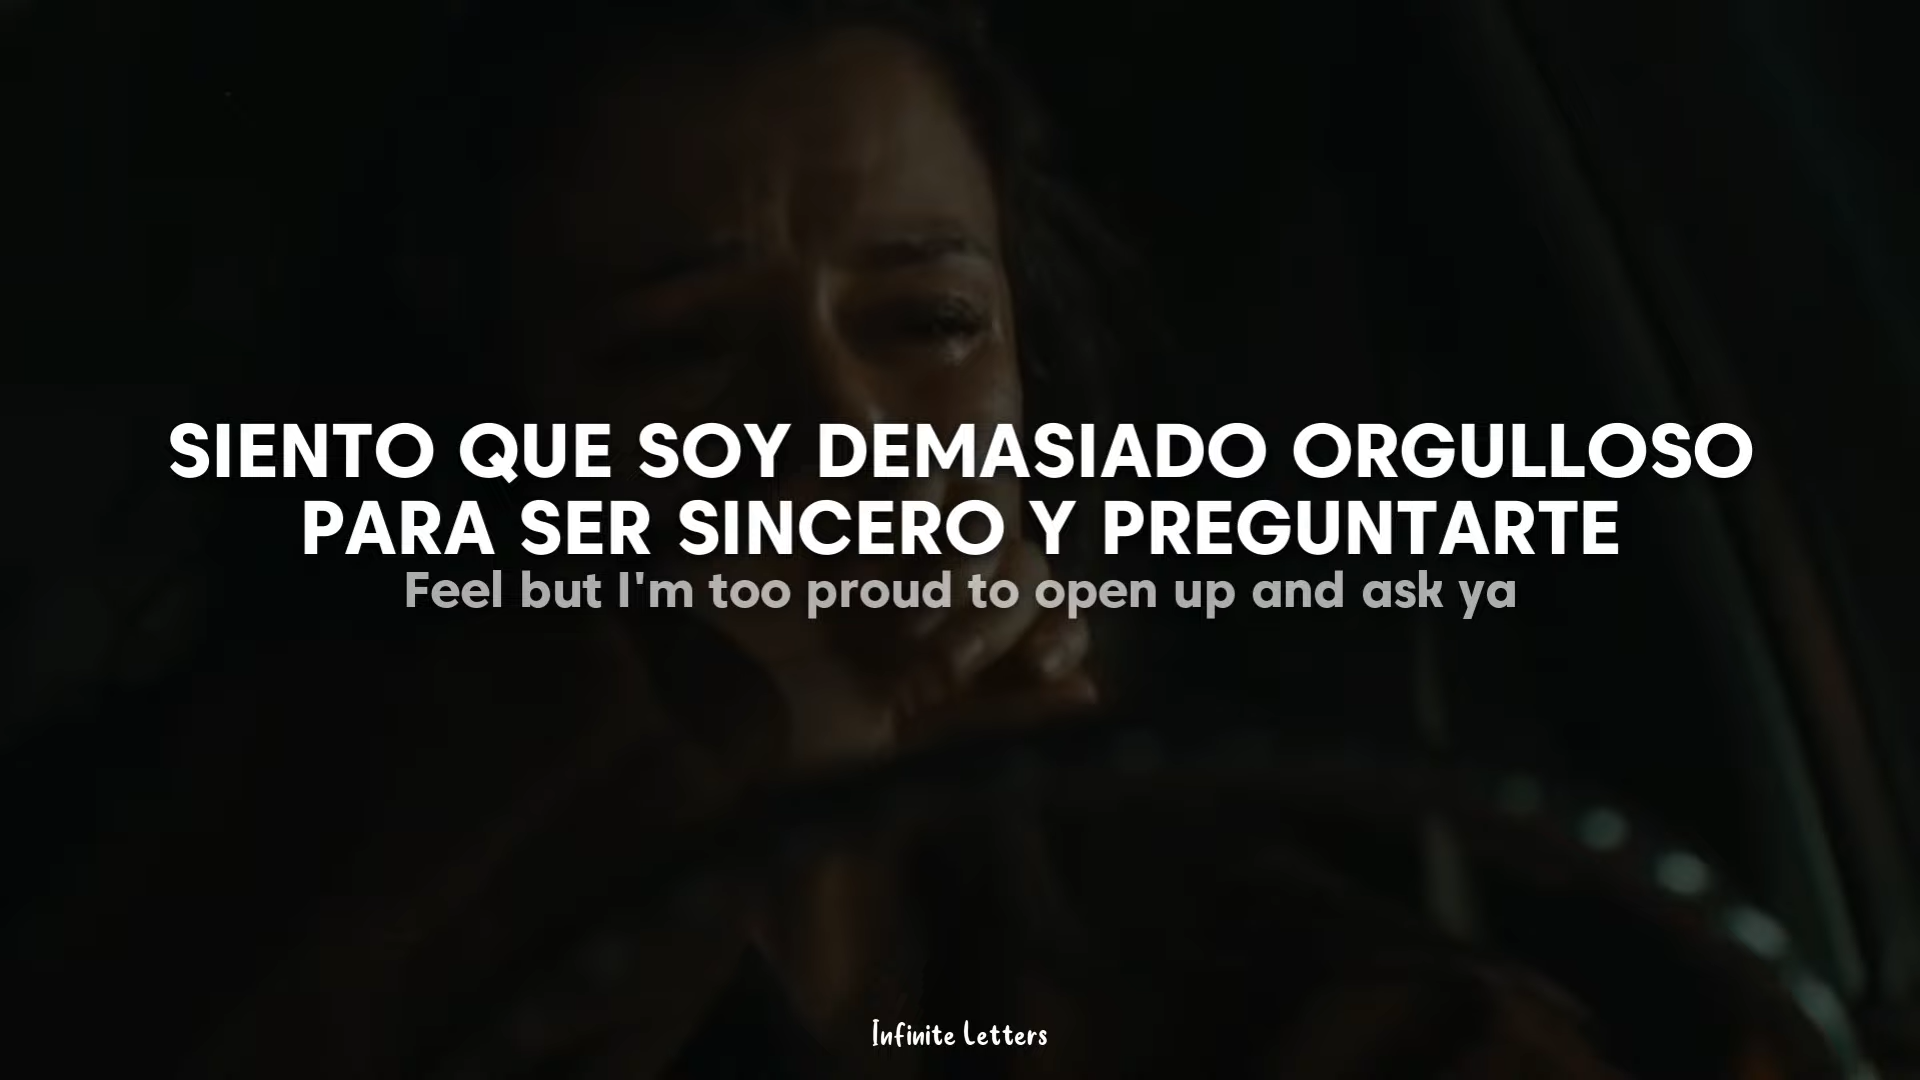 SIENTO QUE SOY DEMASIADO ORGULLOSO
PARA SER SINCERO Y PREGUNTARTE
Feel but I'm too proud to open up and ask ya
Infinite Letters